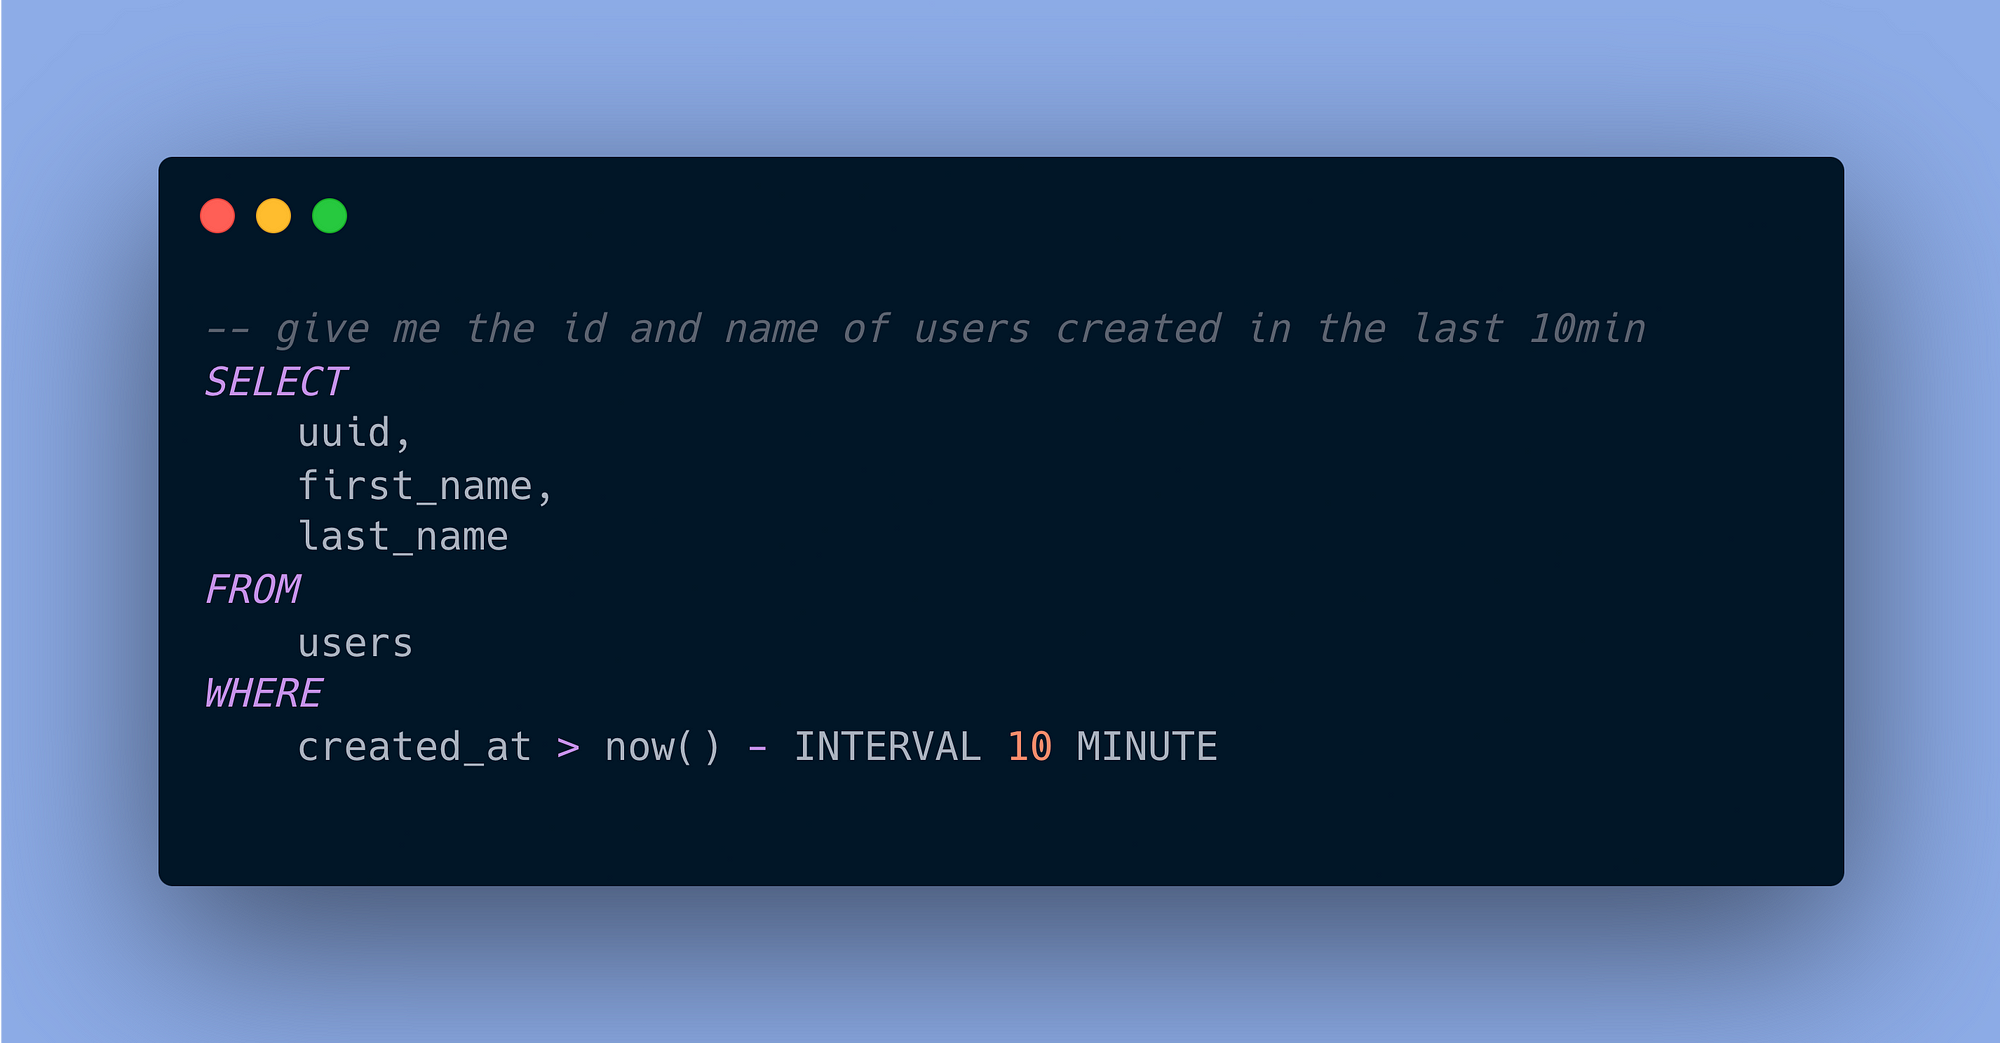 -- give me the id and name of users created in the last 10min
SELECT
    uuid,
    first_name,
    last_name
FROM
    users
WHERE
    created_at > now() - INTERVAL 10 MINUTE